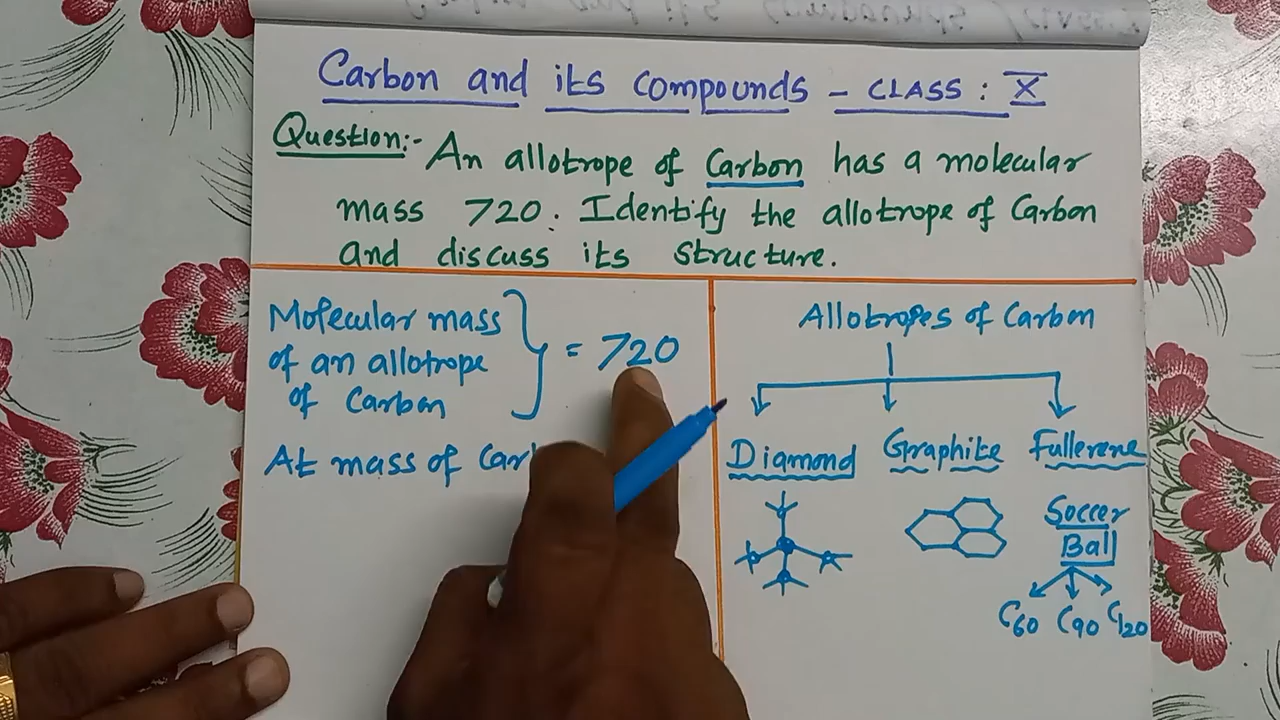 Carbon and its Compounds - CLASS : X
Question:- An allotrope of Carbon has a molecular
mass 720. Identify the allotrope of Carbon
and discuss its structure.
Molecular mass
of an allotrope
of Carbon
= 720
At mass of Car
Allotropes of Carbon
Diamond Graphite Fullerene
Soccer
Ball
C60 C90 C120